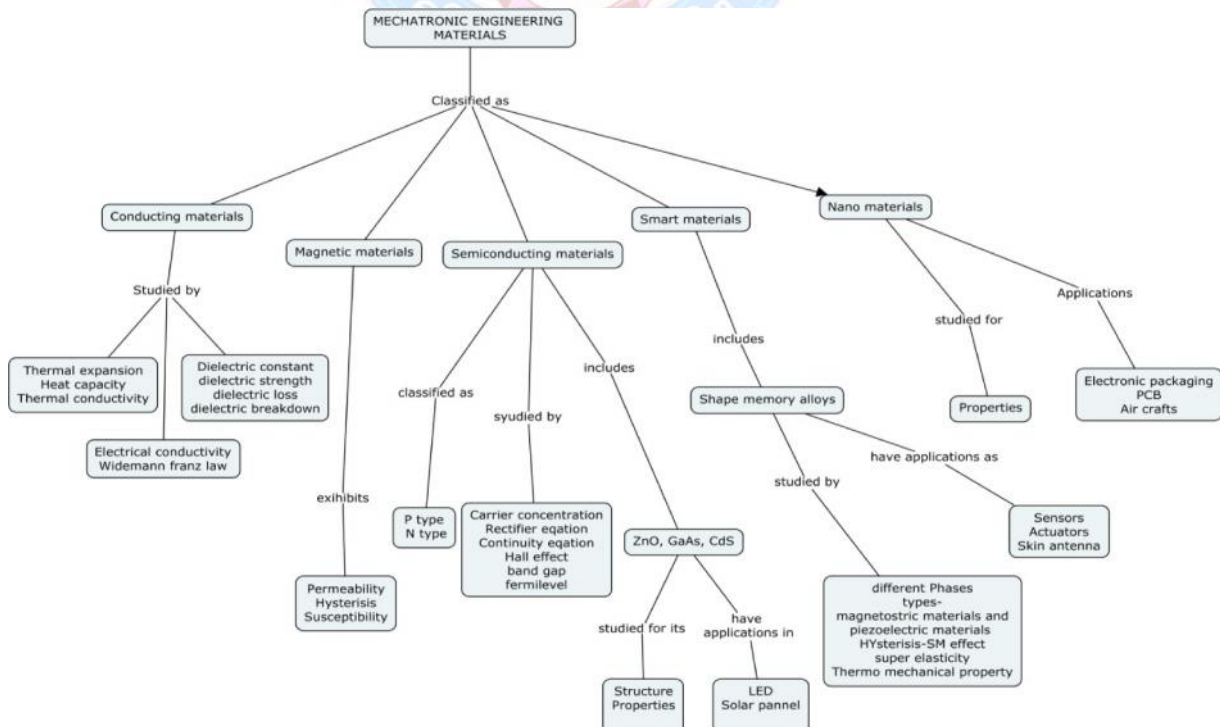 MECHATRONIC ENGINEERING
MATERIALS
Classified as
Conducting materials
Magnetic materials
Semiconducting materials
Smart materials
Nano materials
Studied by
Thermal expansion
Heat capacity
Thermal conductivity
Dielectric constant
dielectric strength
dielectric loss
dielectric breakdown
Electrical conductivity
Widemann franz law
exihibits
Permeability
Hysterisis
Susceptibility
classified as
P type
N type
syudied by
Carrier concentration
Rectifier eqation
Continuity eqation
Hall effect
band gap
fermilevel
includes
ZnO, GaAs, CdS
studied for its
Structure
Properties
have
applications in
LED
Solar pannel
includes
Shape memory alloys
studied by
different Phases
types-
magnetostric materials and
piezoelectric materials
HYsterisis-SM effect
super elasticity
Thermo mechanical property
have applications as
Sensors
Actuators
Skin antenna
studied for
Properties
Applications
Electronic packaging
PCB
Air crafts